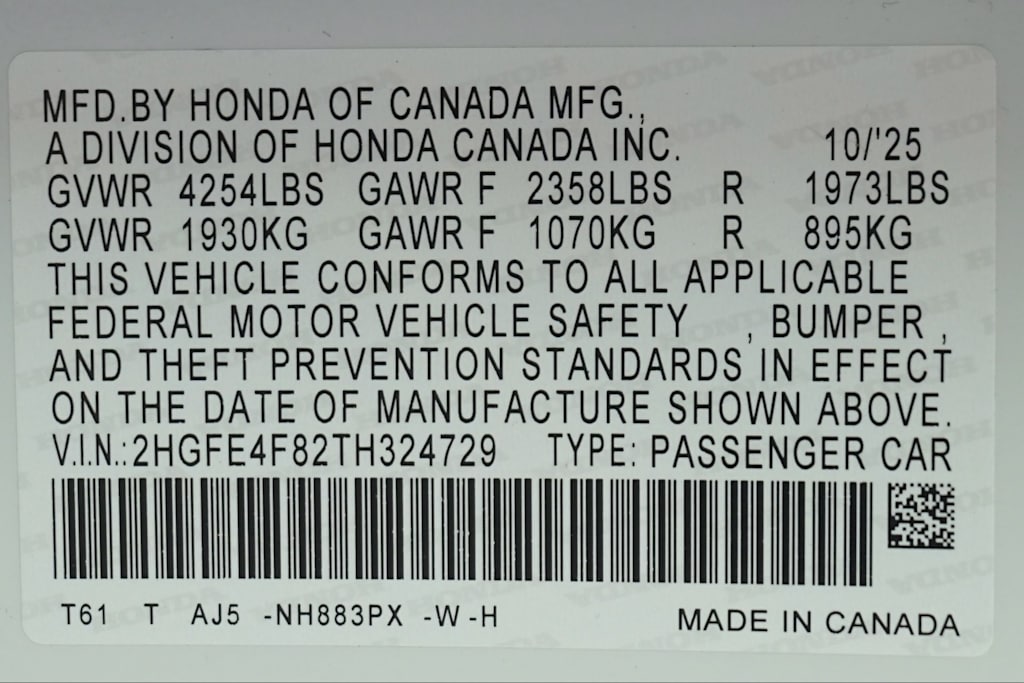 MFD.BY HONDA OF CANADA MFG.,
A DIVISION OF HONDA CANADA INC. 10/'25
GVWR 4254LBS GAWR F 2358LBS R 1973LBS
GVWR 1930KG GAWR F 1070KG R 895KG
THIS VEHICLE CONFORMS TO ALL APPLICABLE
FEDERAL MOTOR VEHICLE SAFETY , BUMPER ,
AND THEFT PREVENTION STANDARDS IN EFFECT
ON THE DATE OF MANUFACTURE SHOWN ABOVE.
V.I.N.:2HGFE4F82TH324729 TYPE: PASSENGER CAR
T61 T AJ5 -NH883PX -W -H MADE IN CANADA